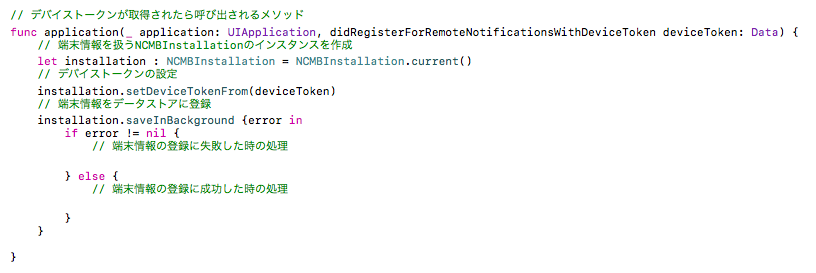 // デバイストークンが取得されたら呼び出されるメソッド
func application(_ application: UIApplication, didRegisterForRemoteNotificationsWithDeviceToken deviceToken: Data) {
    // 端末情報を扱うNCMBInstallationのインスタンスを作成
    let installation : NCMBInstallation = NCMBInstallation.current()
    // デバイストークンの設定
    installation.setDeviceTokenFrom(deviceToken)
    // 端末情報をデータストアに登録
    installation.saveInBackground {error in
        if error != nil {
            // 端末情報の登録に失敗した時の処理
        } else {
            // 端末情報の登録に成功した時の処理
        }
    }
}